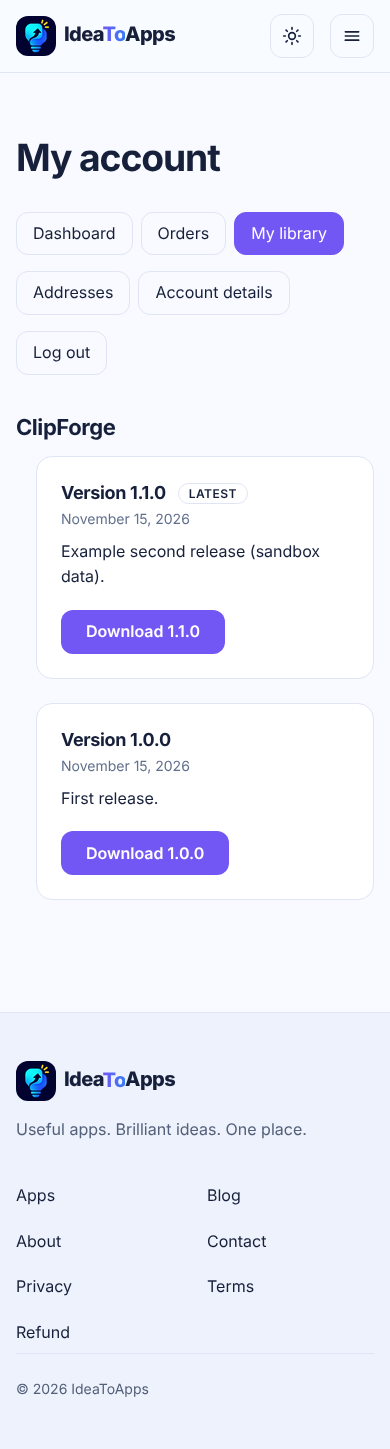 IdeaToApps
My account
Dashboard
Orders
My library
Addresses
Account details
Log out
ClipForge
Version 1.1.0 LATEST
November 15, 2026
Example second release (sandbox
data).
Download 1.1.0
Version 1.0.0
November 15, 2026
First release.
Download 1.0.0
IdeaToApps
Useful apps. Brilliant ideas. One place.
Apps
Blog
About
Contact
Privacy
Terms
Refund
© 2026 IdeaToApps